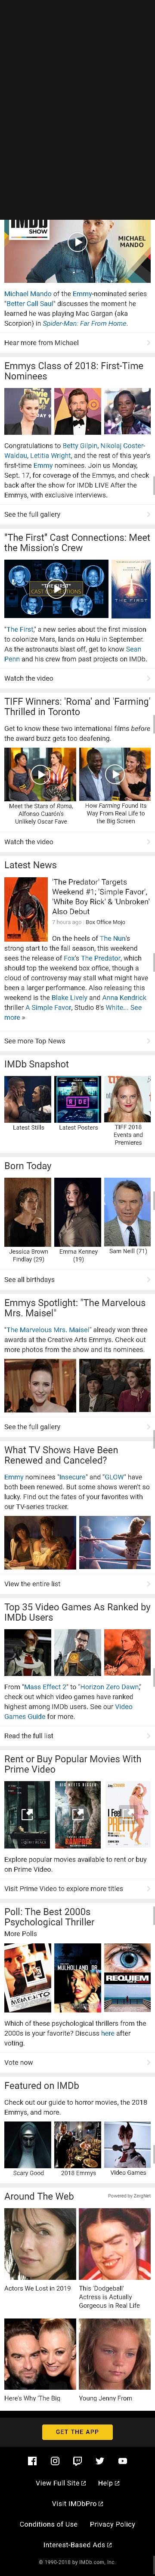 IMDb
SHOW
MICHAEL
MANDO
Michael Mando of the Emmy-nominated series
"Better Call Saul" discusses the moment he
learned he was playing Mac Gargan (aka
Scorpion) in Spider-Man: Far From Home.
Hear more from Michael
Emmys Class of 2018: First-Time
Nominees
Congratulations to Betty Gilpin, Nikolaj Coster-
Waldau, Letitia Wright, and the rest of this year's
first-time Emmy nominees. Join us Monday,
Sept. 17, for coverage of the Emmys, and check
back after the show for IMDb LIVE After the
Emmys, with exclusive interviews.
See the full gallery
"The First" Cast Connections: Meet
the Mission's Crew
"THE FIRST"
CAST CONNECTIONS
THE FIRST
"The First," a new series about the first mission
to colonize Mars, lands on Hulu in September.
As the astronauts blast off, get to know Sean
Penn and his crew from past projects on IMDb.
Watch the video
TIFF Winners: 'Roma' and 'Farming'
Thrilled in Toronto
Get to know these two international films before
the award buzz gets too deafening.
Meet the Stars of Roma,
Alfonso Cuarón's
Unlikely Oscar Fave
How Farming Found Its
Way From Real Life to
the Big Screen
Watch the video
Latest News
'The Predator' Targets
Weekend #1; 'Simple Favor',
'White Boy Rick' & 'Unbroken'
Also Debut
7 hours ago Box Office Mojo
On the heels of The Nun's
strong start to the fall season, this weekend
sees the release of Fox's The Predator, which
should top the weekend box office, though a
cloud of controversy may stall what might have
been a larger opening. Also releasing this
weekend is the Blake Lively and Anna Kendrick
thriller A Simple Favor, Studio 8's White... See
more »
See more Top News
IMDb Snapshot
RIDE
Latest Stills
Latest Posters
TIFF 2018
Events and
Premieres
Born Today
Jessica Brown
Findlay (29)
Emma Kenney
(19)
Sam Neill (71)
See all birthdays
Emmys Spotlight: "The Marvelous
Mrs. Maisel"
"The Marvelous Mrs. Maisel" already won three
awards at the Creative Arts Emmys. Check out
more photos from the show and its nominees.
See the full gallery
What TV Shows Have Been
Renewed and Canceled?
Emmy nominees "Insecure" and "GLOW" have
both been renewed. But some shows weren't so
lucky. Find out the fates of your favorites with
our TV-series tracker.
View the entire list
Top 35 Video Games As Ranked by
IMDb Users
From "Mass Effect 2" to "Horizon Zero Dawn,"
check out which video games have ranked
highest among IMDb users. See our Video
Games Guide for more.
Read the full list
Rent or Buy Popular Movies With
Prime Video
I Feel
PRETTY
Explore popular movies available to rent or buy
on Prime Video.
Visit Prime Video to explore more titles
Poll: The Best 2000s
Psychological Thriller
More Polls
MEMENTO
MULHOLLAND DR.
REQUIEM
Which of these psychological thrillers from the
2000s is your favorite? Discuss here after
voting.
Vote now
Featured on IMDb
Check out our guide to horror movies, the 2018
Emmys, and more.
Scary Good
2018 Emmys
Video Games
Around The Web
Powered by ZergNet
Actors We Lost in 2019
This 'Dodgeball'
Actress is Actually
Gorgeous in Real Life
Here's Why 'The Big
Young Jenny From
GET THE APP
View Full Site
Help
Visit IMDbPro
Conditions of Use
Privacy Policy
Interest-Based Ads
© 1990-2018 by IMDb.com, Inc.